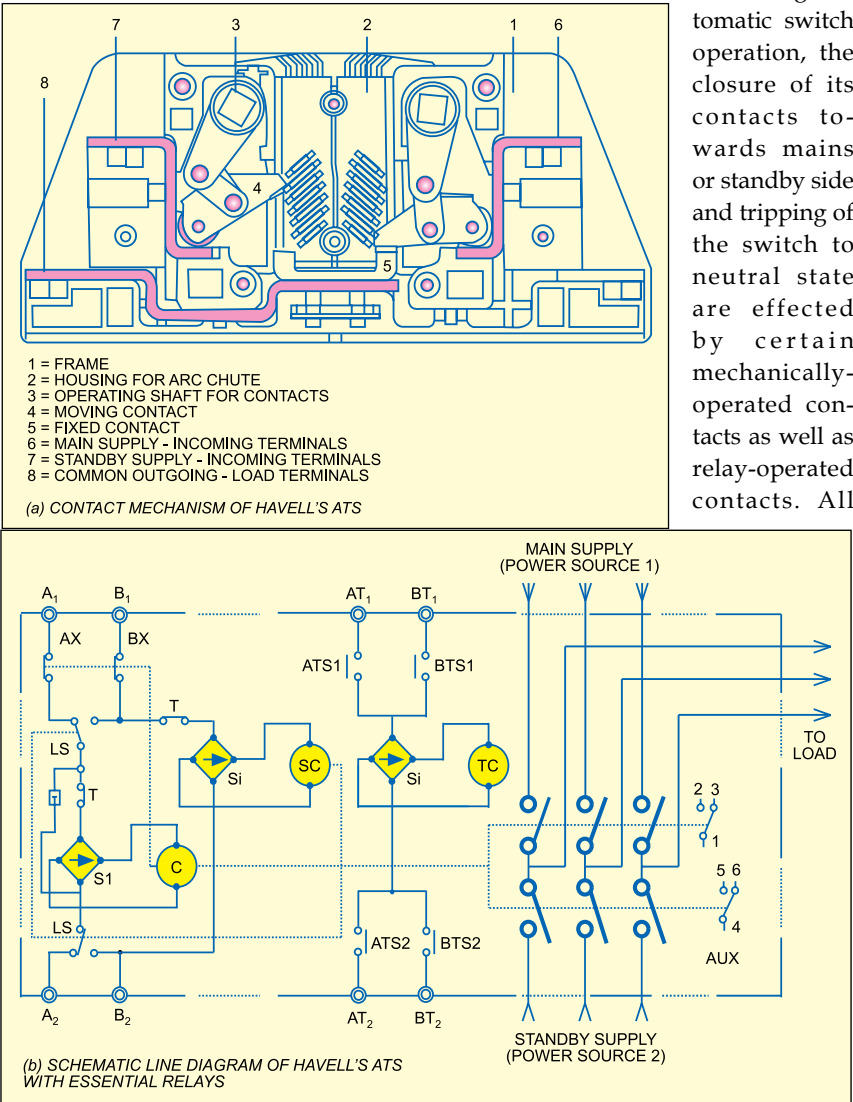 7 3 2 1 6
8
4
5
1 = FRAME
2 = HOUSING FOR ARC CHUTE
3 = OPERATING SHAFT FOR CONTACTS
4 = MOVING CONTACT
5 = FIXED CONTACT
6 = MAIN SUPPLY - INCOMING TERMINALS
7 = STANDBY SUPPLY - INCOMING TERMINALS
8 = COMMON OUTGOING - LOAD TERMINALS
(a) CONTACT MECHANISM OF HAVELL'S ATS
tomatic switch
operation, the
closure of its
contacts to-
wards mains
or standby side
and tripping of
the switch to
neutral state
are effected
by certain
mechanically-
operated con-
tacts as well as
relay-operated
contacts. All
MAIN SUPPLY
(POWER SOURCE 1)
A1 B1 AT1 BT1
AX BX
ATS1 BTS1
T
LS
TO
LOAD
Si SC Si TC
T
2 3
1
S1 C
5 6
4
LS
ATS2 BTS2
AUX
A2 B2 AT2 BT2
STANDBY SUPPLY
(POWER SOURCE 2)
(b) SCHEMATIC LINE DIAGRAM OF HAVELL'S ATS
WITH ESSENTIAL RELAYS